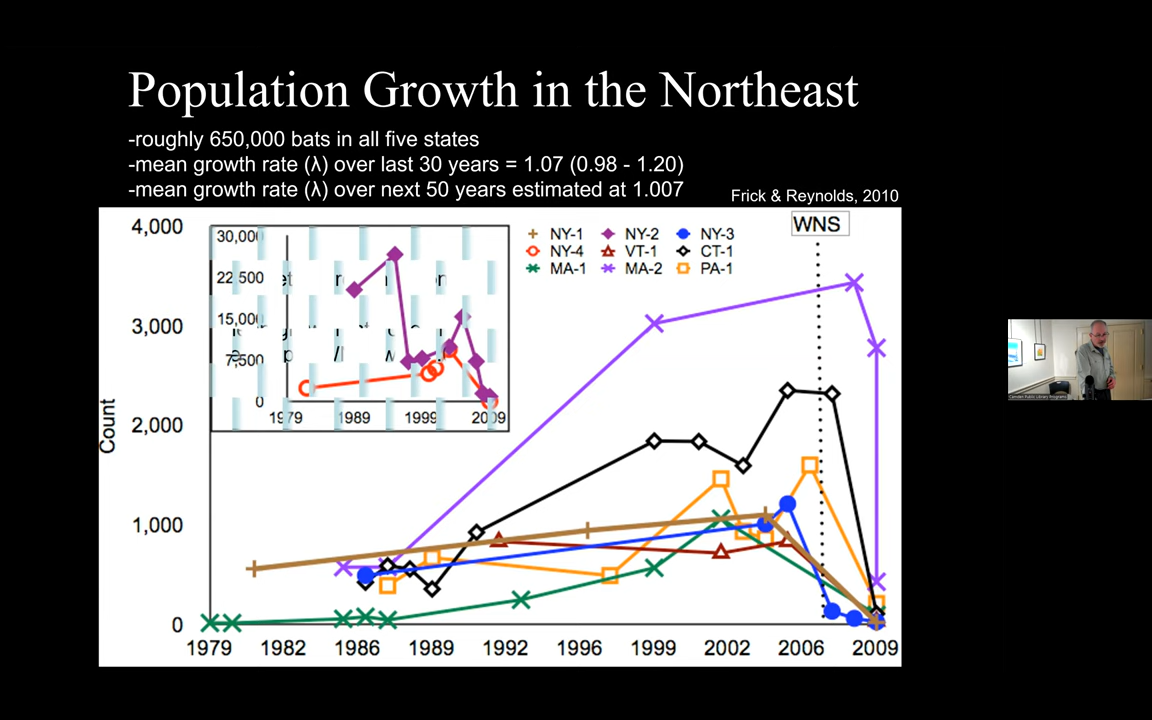 Population Growth in the Northeast
-roughly 650,000 bats in all five states
-mean growth rate (λ) over last 30 years = 1.07 (0.98 - 1.20)
-mean growth rate (λ) over next 50 years estimated at 1.007
Frick & Reynolds, 2010
4,000
3,000
2,000
1,000
0
Count
30,000
22,500
15,000
7,500
0
1979 1989 1999 2009
NY-1 NY-2 NY-3
NY-4 VT-1 CT-1
MA-1 MA-2 PA-1
WNS
1979 1982 1986 1989 1992 1996 1999 2002 2006 2009
Camden Public Library Programs